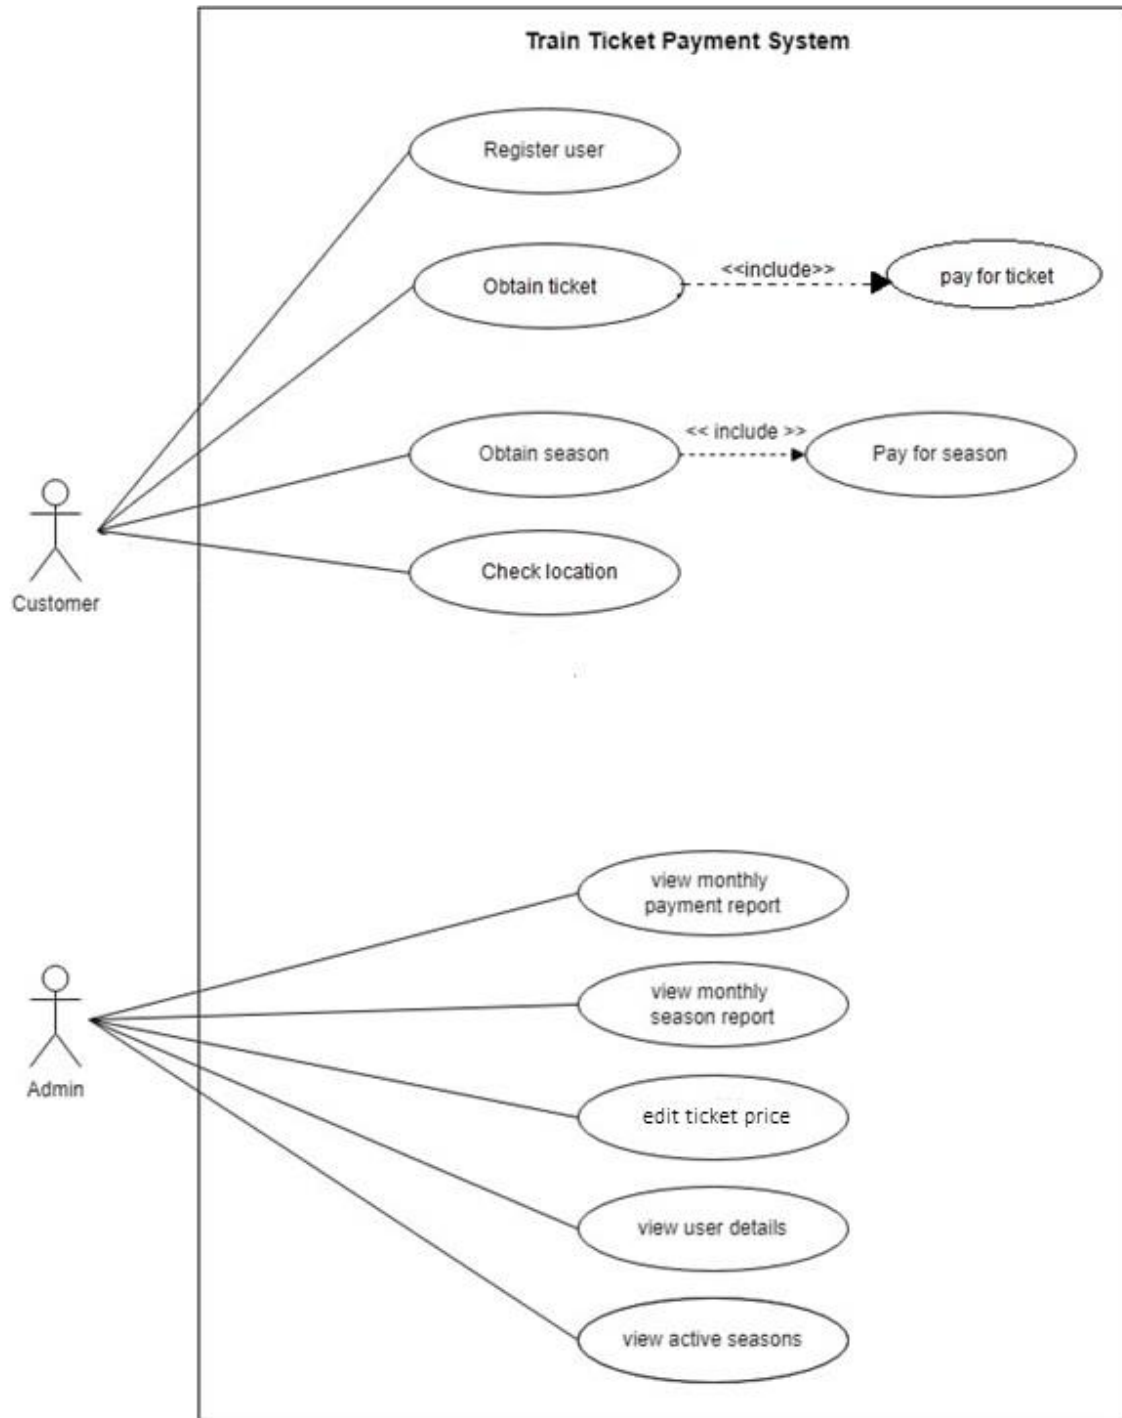 Train Ticket Payment System
Register user
Obtain ticket
<<include>>
pay for ticket
Obtain season
<< include >>
Pay for season
Check location
Customer
view monthly
payment report
view monthly
season report
Admin
edit ticket price
view user details
view active seasons